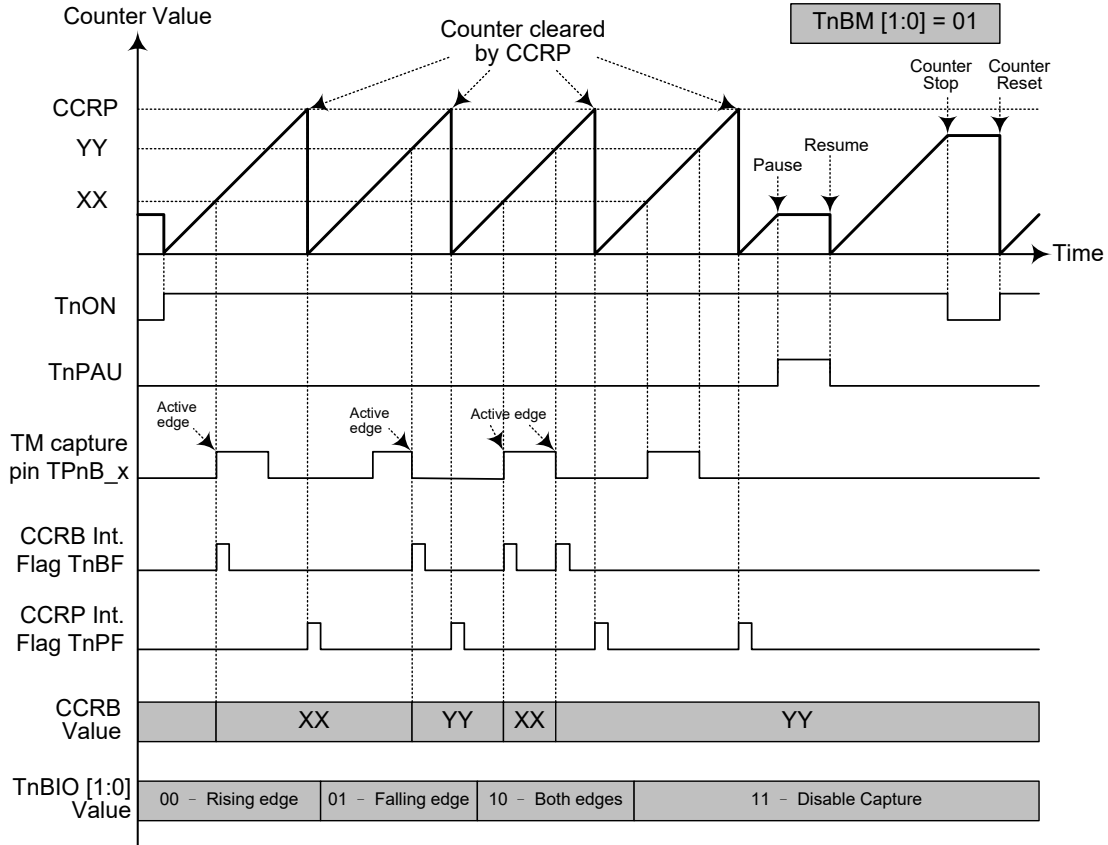 Counter Value
TnBM [1:0] = 01
Counter cleared
by CCRP
Counter
Stop
Counter
Reset
CCRP
YY
XX
Pause
Resume
Time
TnON
TnPAU
Active
edge
Active
edge
Active edge
TM capture
pin TPnB_x
CCRB Int.
Flag TnBF
CCRP Int.
Flag TnPF
CCRB
Value
XX
YY
XX
YY
TnBIO [1:0]
Value
00 – Rising edge
01 – Falling edge
10 – Both edges
11 – Disable Capture